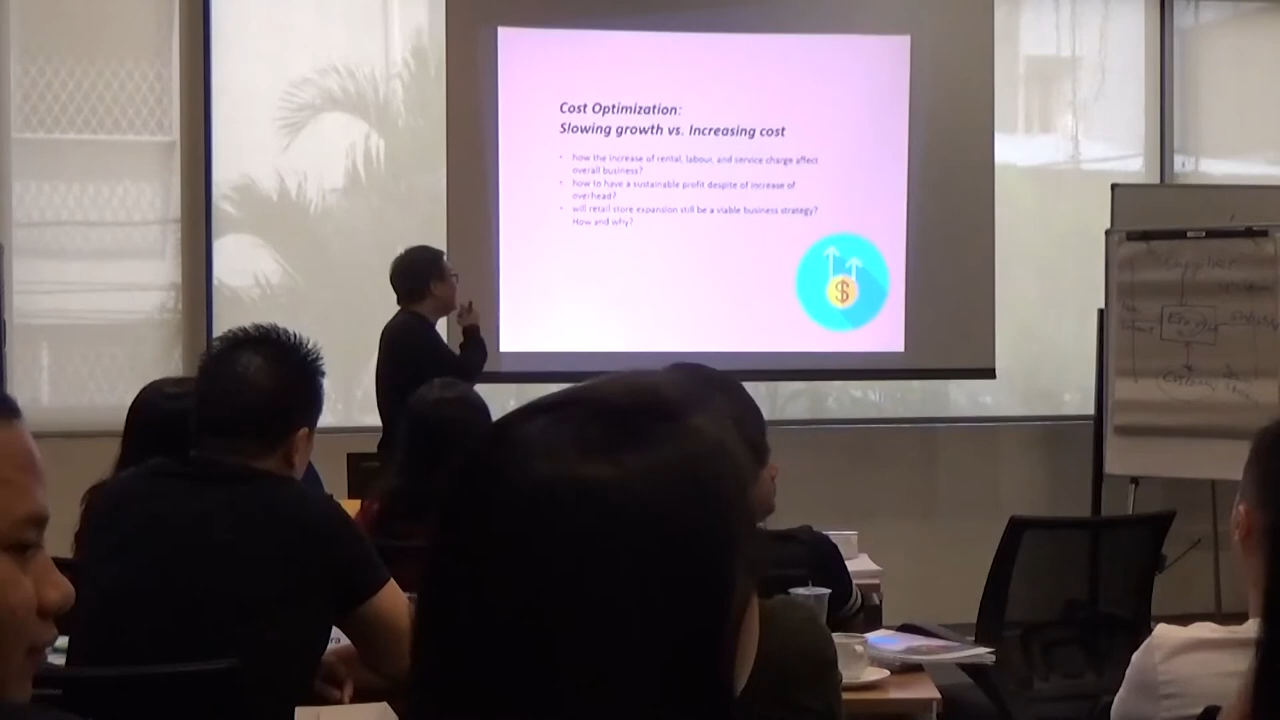 Cost Optimization:
Slowing growth vs. Increasing cost
• how the increase of rental, labour, and service charge affect
overall business?
• how to have a sustainable profit despite of increase of
overhead?
• will retail store expansion still be a viable business strategy?
How and why?
$
Supplier